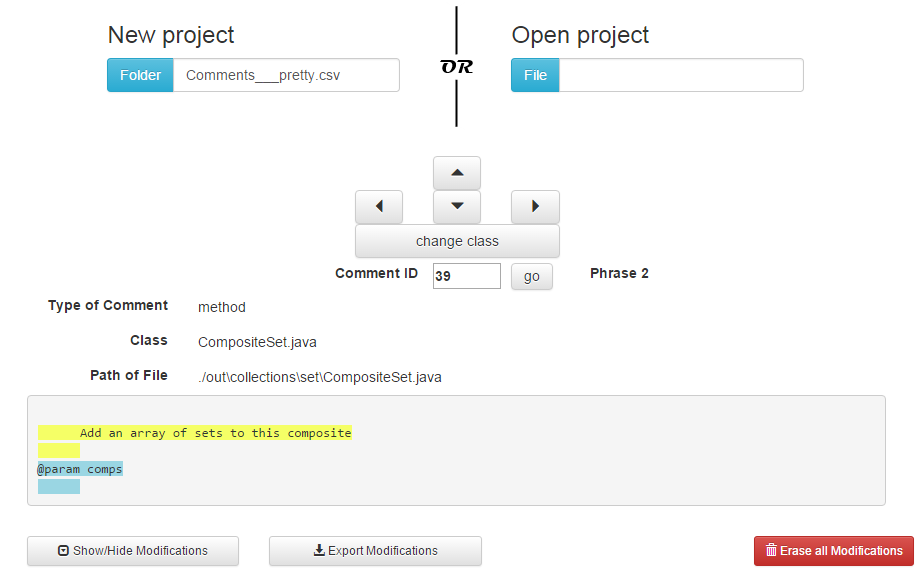 New project
Open project
Folder Comments___pretty.csv
OR
File
change class
Comment ID 39 go Phrase 2
Type of Comment method
Class CompositeSet.java
Path of File ./out\collections\set\CompositeSet.java
Add an array of sets to this composite
@param comps
Show/Hide Modifications Export Modifications Erase all Modifications